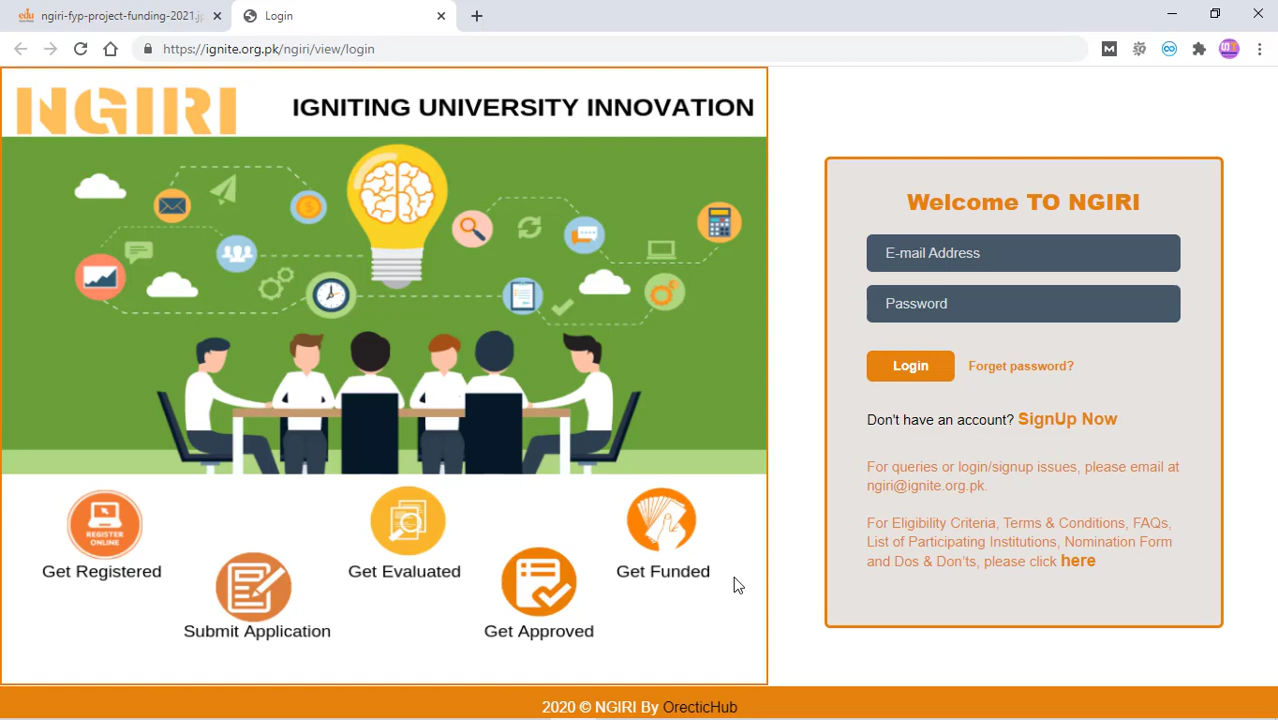 ngiri-fyp-project-funding-2021.j
Login
https://ignite.org.pk/ngiri/view/login
NGIRI
IGNITING UNIVERSITY INNOVATION
REGISTER
ONLINE
Get Registered
Submit Application
Get Evaluated
Get Approved
Get Funded
Welcome TO NGIRI
E-mail Address
Password
Login
Forget password?
Don't have an account? SignUp Now
For queries or login/signup issues, please email at
ngiri@ignite.org.pk.
For Eligibility Criteria, Terms & Conditions, FAQs,
List of Participating Institutions, Nomination Form
and Dos & Don'ts, please click here
2020 © NGIRI By OrecticHub